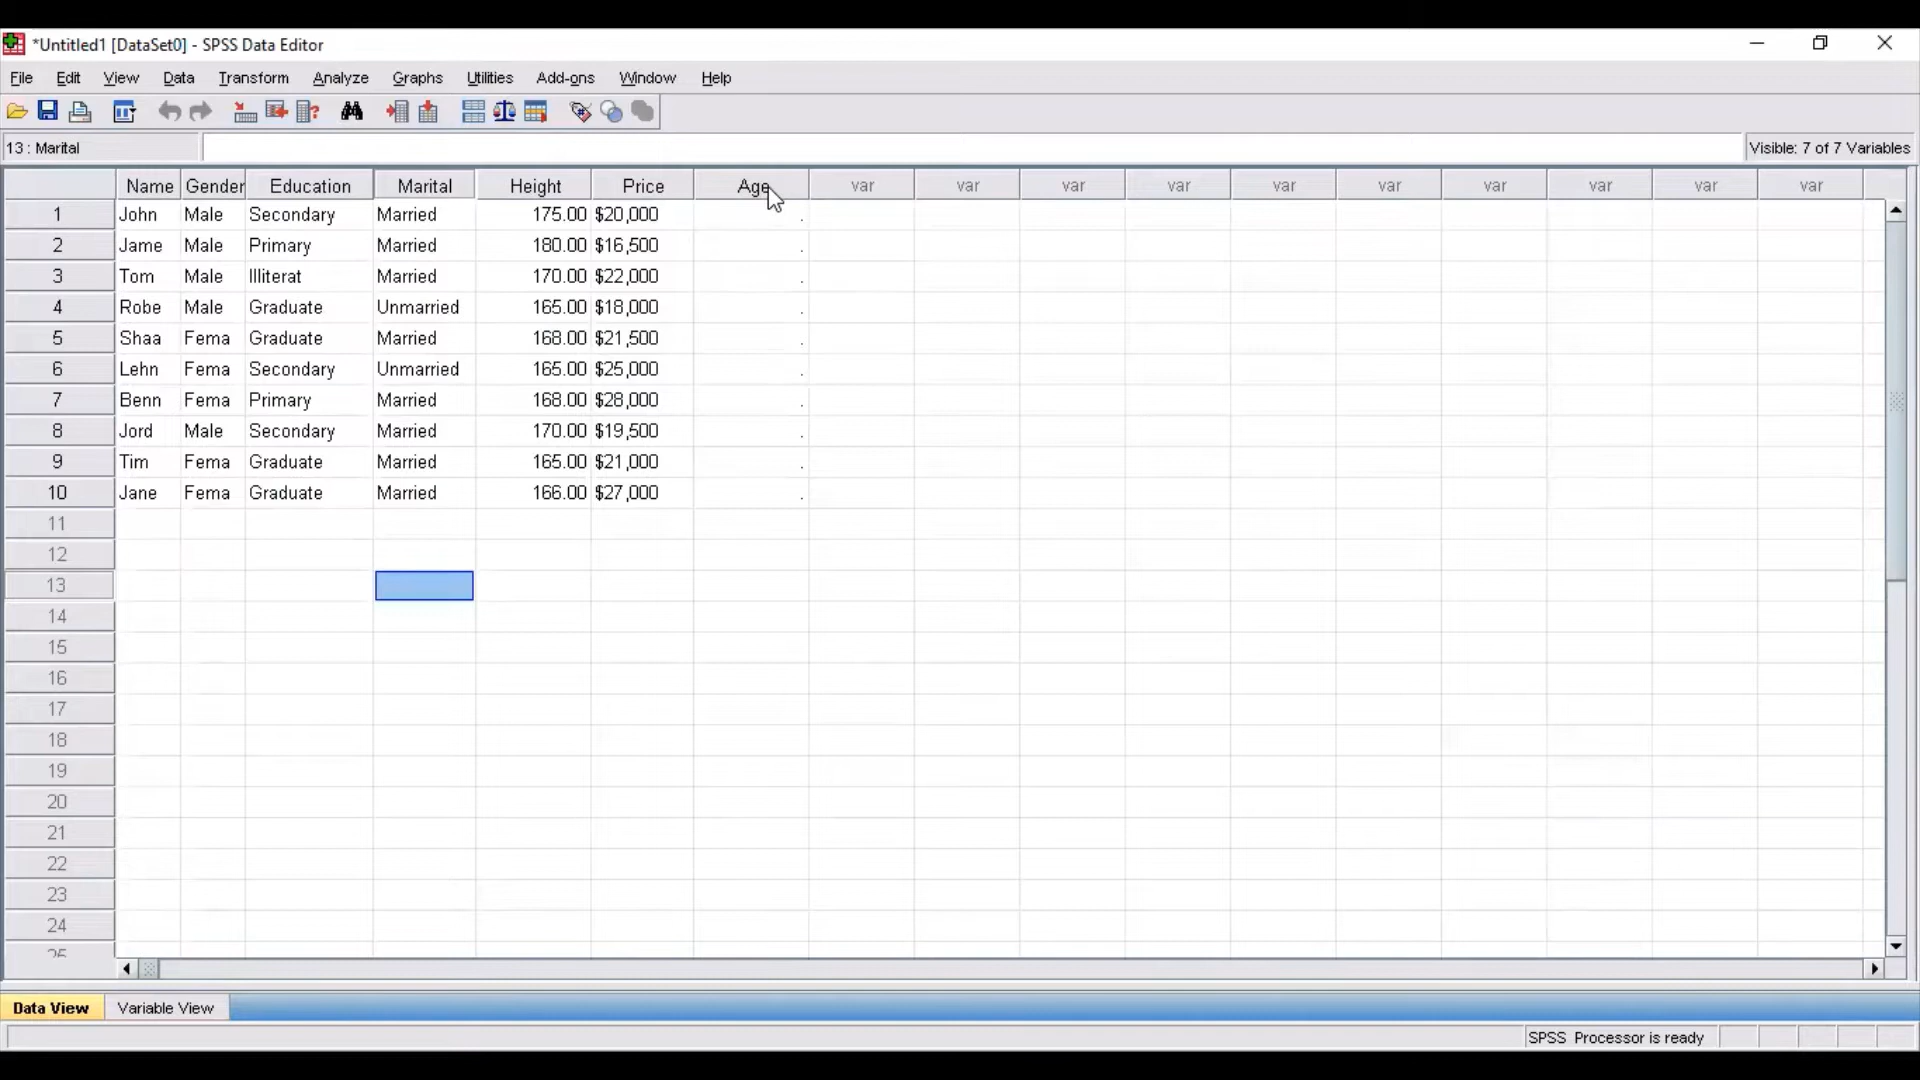 *Untitled1 [DataSet0] - SPSS Data Editor
File Edit View Data Transform Analyze Graphs Utilities Add-ons Window Help
13 : Marital Visible: 7 of 7 Variables
Name Gender Education Marital Height Price Age var var var var var var var var var var
1 John Male Secondary Married 175.00 $20,000 .
2 Jame Male Primary Married 180.00 $16,500 .
3 Tom Male Illiterat Married 170.00 $22,000 .
4 Robe Male Graduate Unmarried 165.00 $18,000 .
5 Shaa Fema Graduate Married 168.00 $21,500 .
6 Lehn Fema Secondary Unmarried 165.00 $25,000 .
7 Benn Fema Primary Married 168.00 $28,000 .
8 Jord Male Secondary Married 170.00 $19,500 .
9 Tim Fema Graduate Married 165.00 $21,000 .
10 Jane Fema Graduate Married 166.00 $27,000 .
11
12
13
14
15
16
17
18
19
20
21
22
23
24
25
Data View Variable View
SPSS Processor is ready